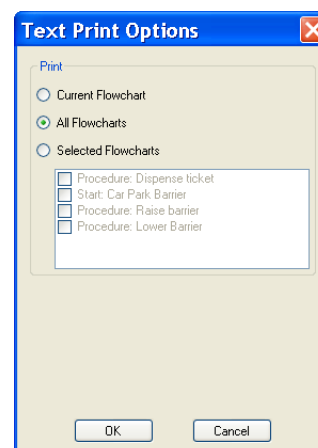 Text Print Options
Print
Current Flowchart
All Flowcharts
Selected Flowcharts
Procedure: Dispense ticket
Start: Car Park Barrier
Procedure: Raise barrier
Procedure: Lower Barrier
OK
Cancel